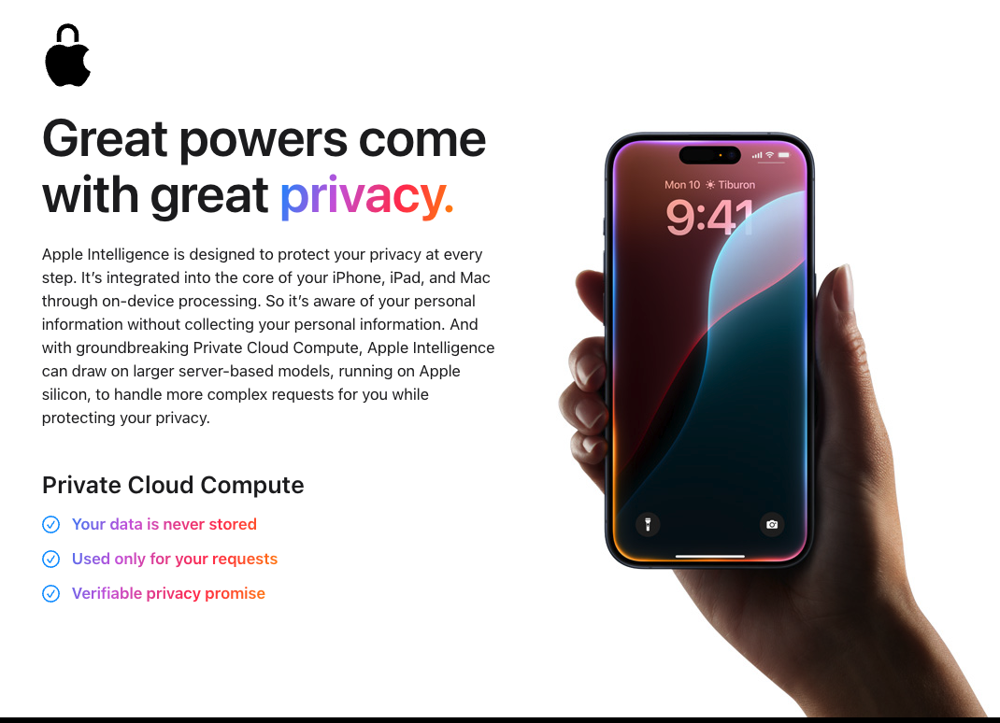 Great powers come
with great privacy.
Apple Intelligence is designed to protect your privacy at every
step. It’s integrated into the core of your iPhone, iPad, and Mac
through on-device processing. So it’s aware of your personal
information without collecting your personal information. And
with groundbreaking Private Cloud Compute, Apple Intelligence
can draw on larger server-based models, running on Apple
silicon, to handle more complex requests for you while
protecting your privacy.
Private Cloud Compute
Your data is never stored
Used only for your requests
Verifiable privacy promise
Mon 10 Tiburon
9:41